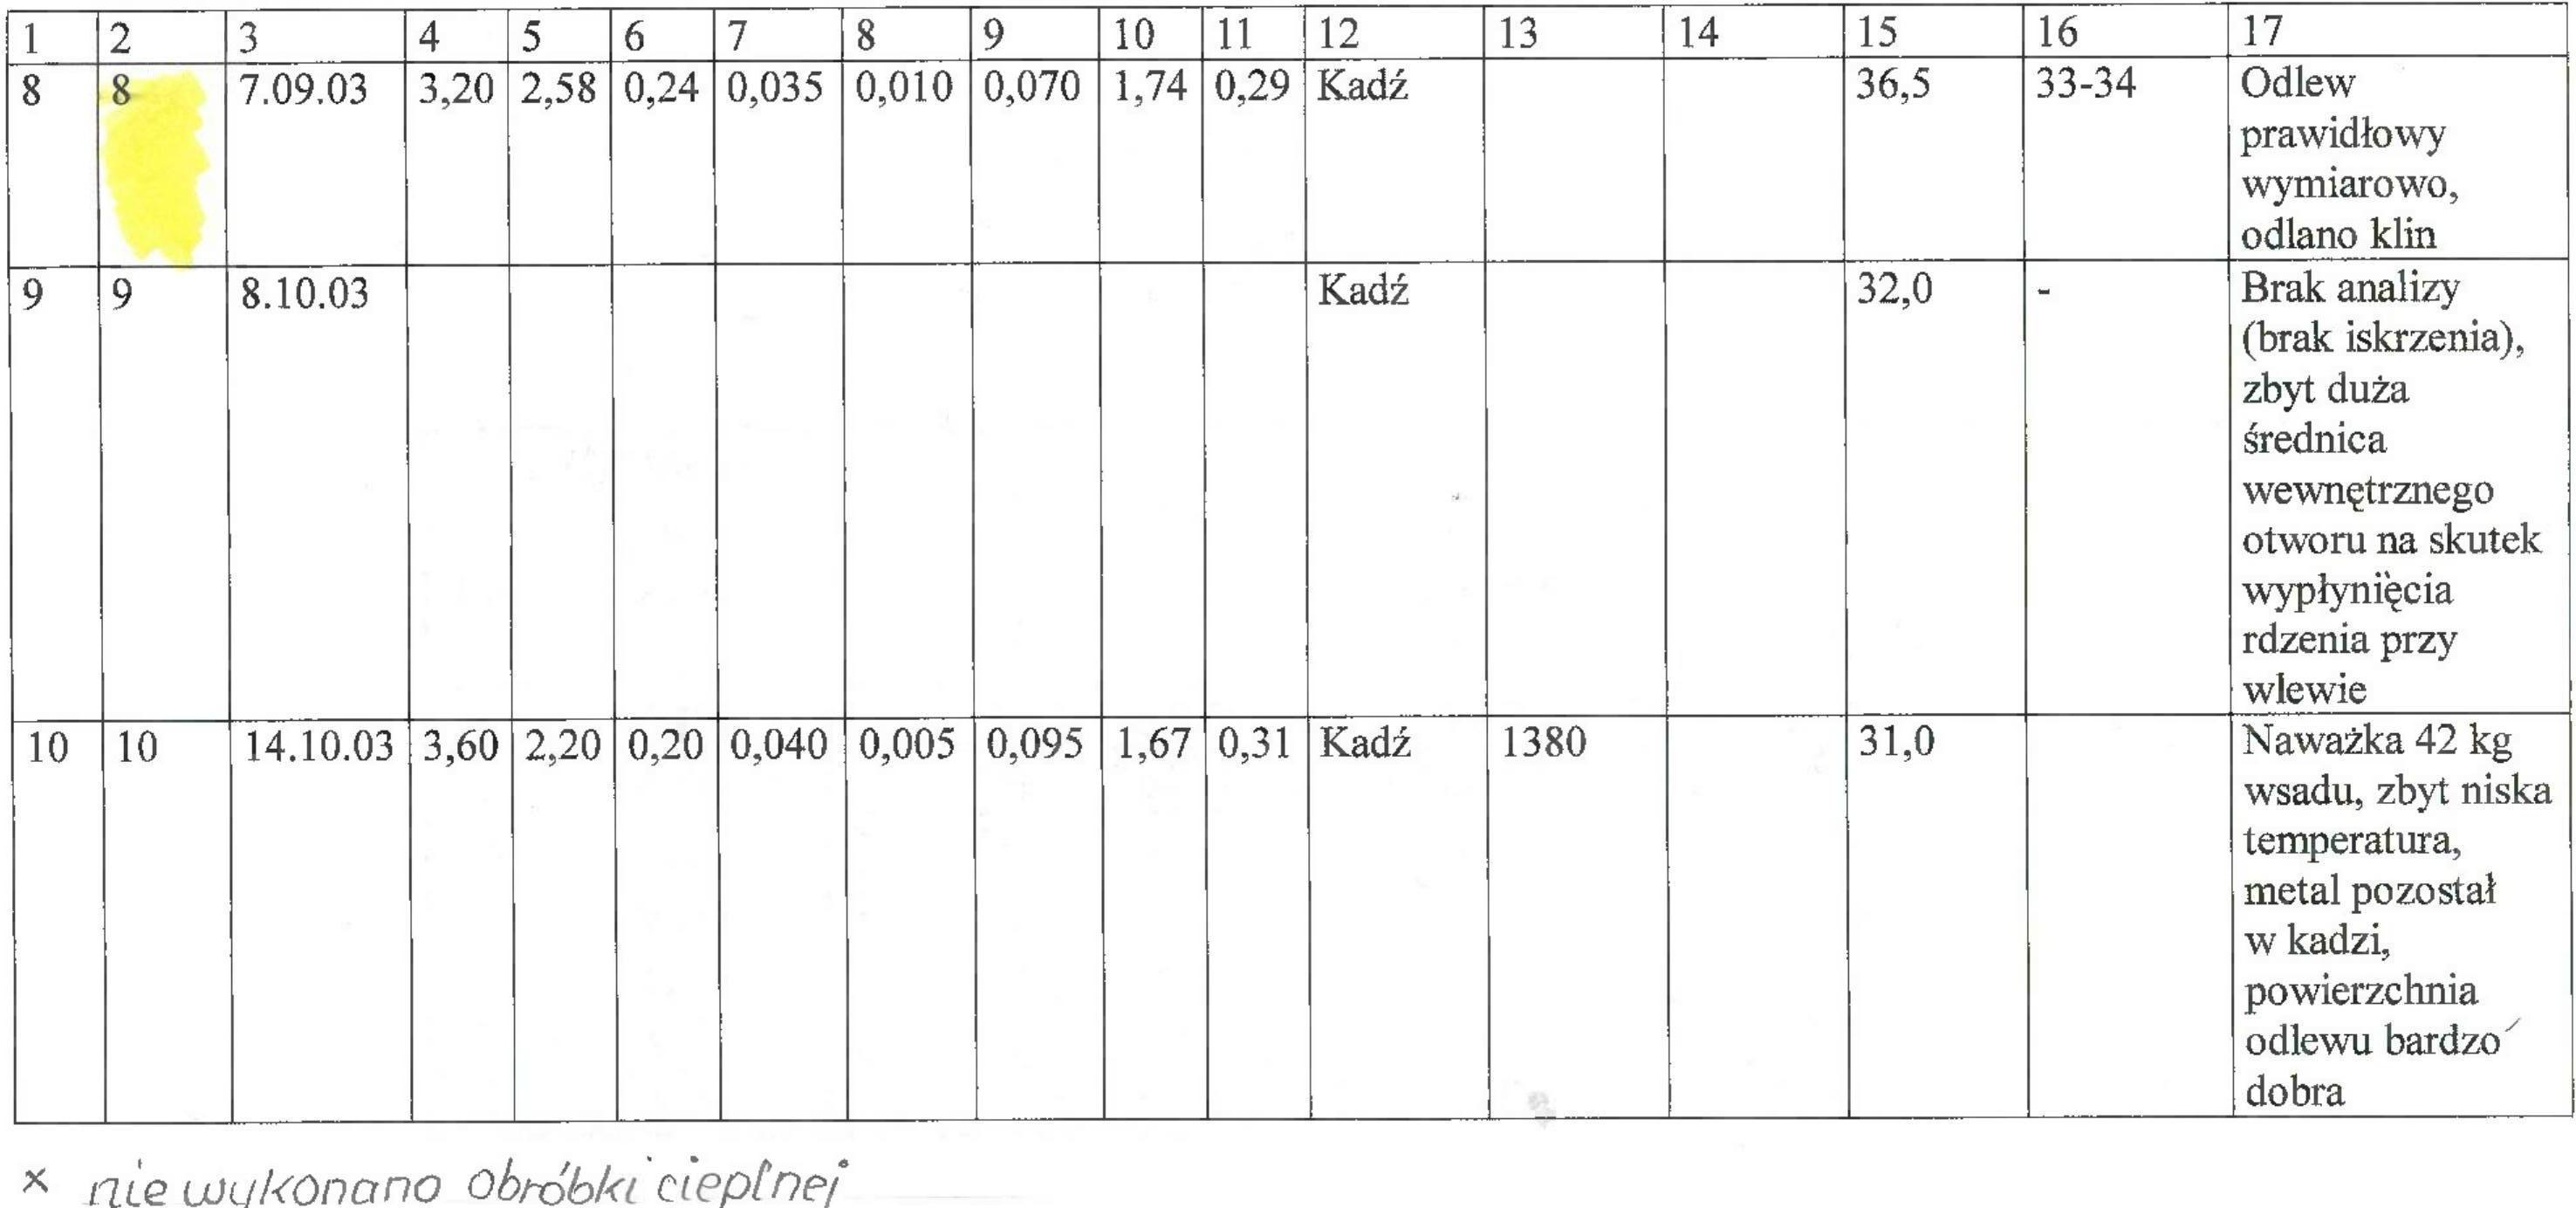 1 2 3 4 5 6 7 8 9 10 11 12 13 14 15 16 17
8 8 7.09.03 3,20 2,58 0,24 0,035 0,010 0,070 1,74 0,29 Kadź 36,5 33-34 Odlew
prawidłowy
wymiarowo,
odlano klin
9 9 8.10.03 Kadź 32,0 - Brak analizy
(brak iskrzenia),
zbyt duża
średnica
wewnętrznego
otworu na skutek
wypłynięcia
rdzenia przy
wlewie
10 10 14.10.03 3,60 2,20 0,20 0,040 0,005 0,095 1,67 0,31 Kadź 1380 31,0 Naważka 42 kg
wsadu, zbyt niska
temperatura,
metal pozostał
w kadzi,
powierzchnia
odlewu bardzo
dobra
x nie wykonano obróbki cieplnej